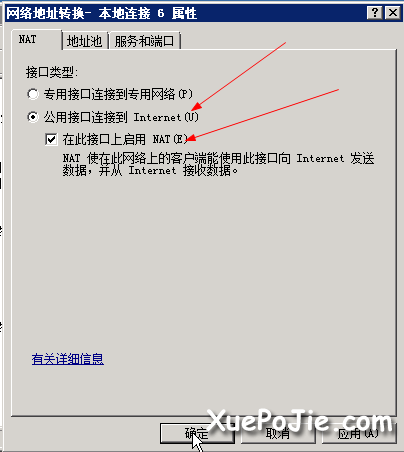 网络地址转换- 本地连接 6 属性
NAT 地址池 服务和端口
接口类型:
专用接口连接到专用网络(P)
公用接口连接到 Internet(U)
在此接口上启用 NAT(E)
NAT 使在此网络上的客户端能使用此接口向 Internet 发送
数据,并从 Internet 接收数据。
有关详细信息
XuePoJie.com
确定 取消 应用(A)